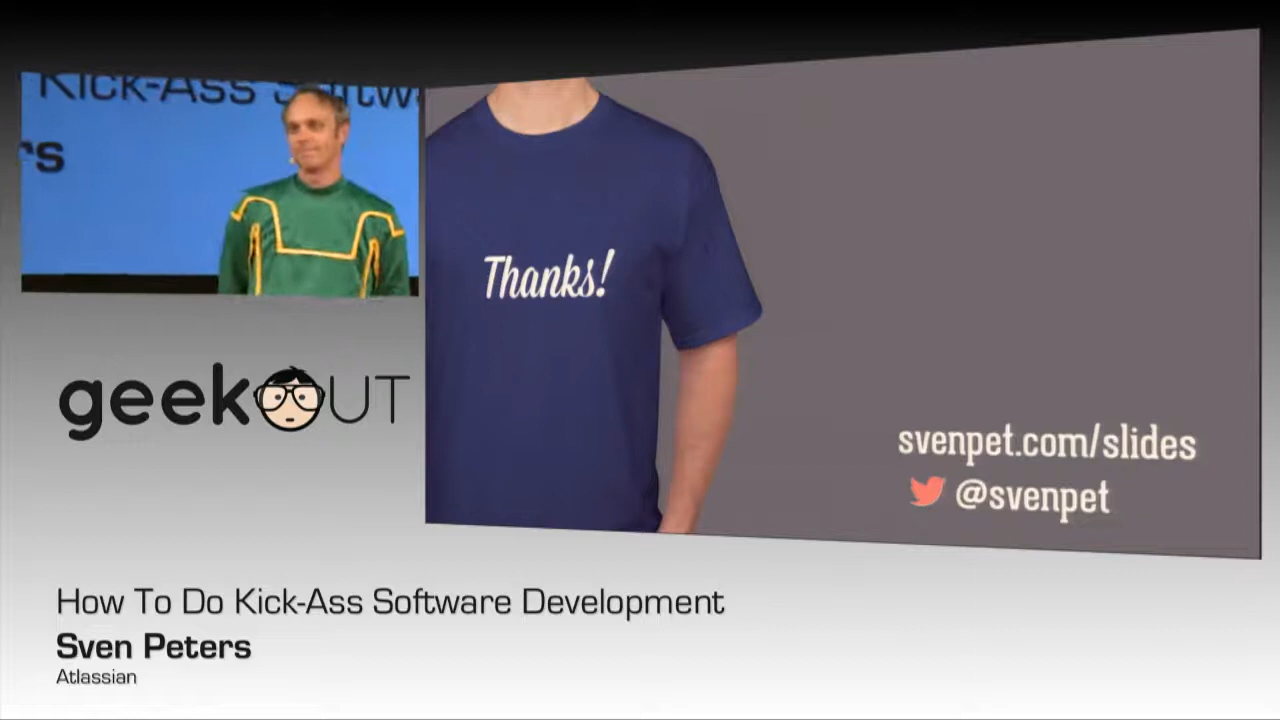 Kick-Ass Softw
rs
geekOUT
Thanks!
svenpet.com/slides
@svenpet
How To Do Kick-Ass Software Development
Sven Peters
Atlassian